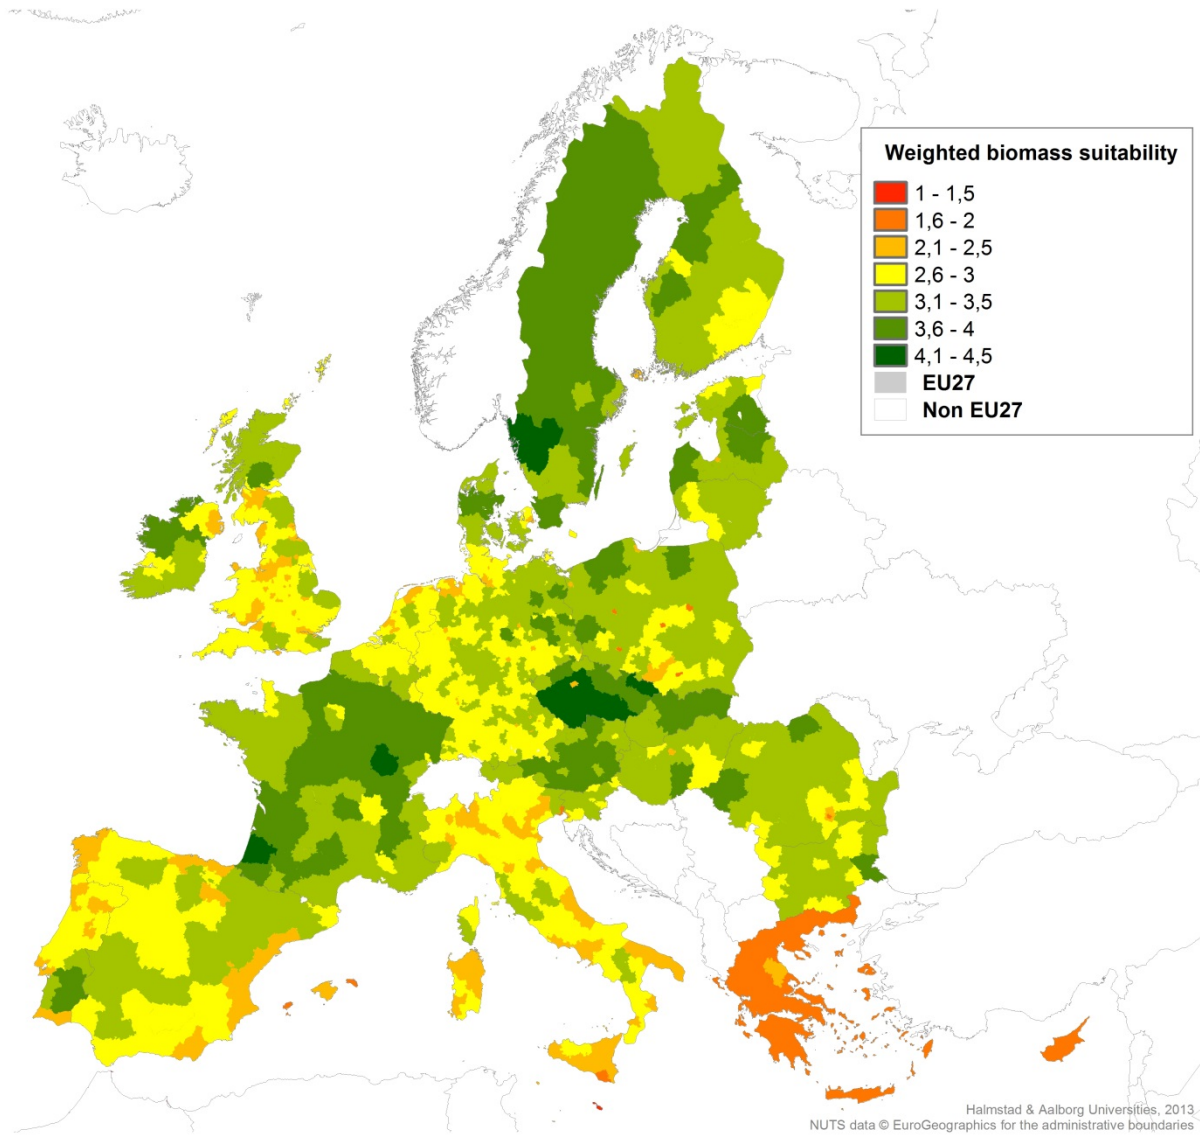 Weighted biomass suitability
1 - 1,5
1,6 - 2
2,1 - 2,5
2,6 - 3
3,1 - 3,5
3,6 - 4
4,1 - 4,5
EU27
Non EU27
Halmstad & Aalborg Universities, 2013
NUTS data © EuroGeographics for the administrative boundaries